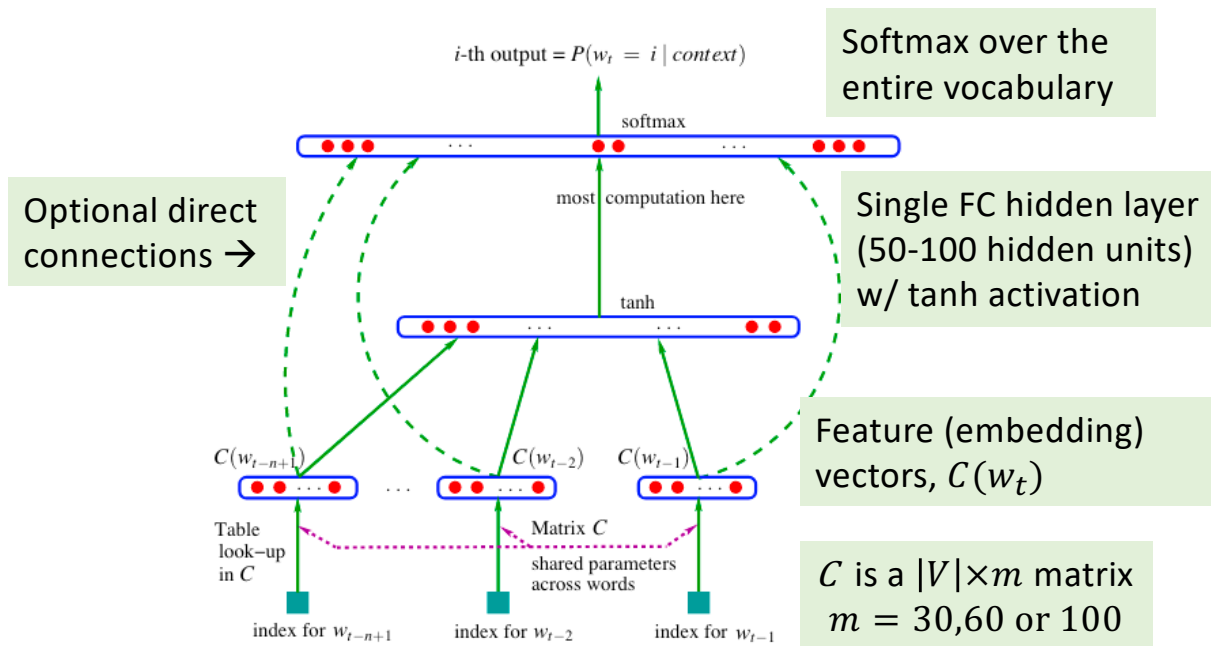 i-th output = P(w_t = i | context)
Softmax over the
entire vocabulary
softmax
. . .
. . .
most computation here
Optional direct
connections →
Single FC hidden layer
(50-100 hidden units)
w/ tanh activation
tanh
. . .
. . .
C(w_{t−n+1})
C(w_{t−2})
C(w_{t−1})
Feature (embedding)
vectors, C(w_t)
. . .
. . .
. . .
. . .
Table
look−up
in C
Matrix C
shared parameters
across words
index for w_{t−n+1}
index for w_{t−2}
index for w_{t−1}
C is a |V|×m matrix
m = 30,60 or 100